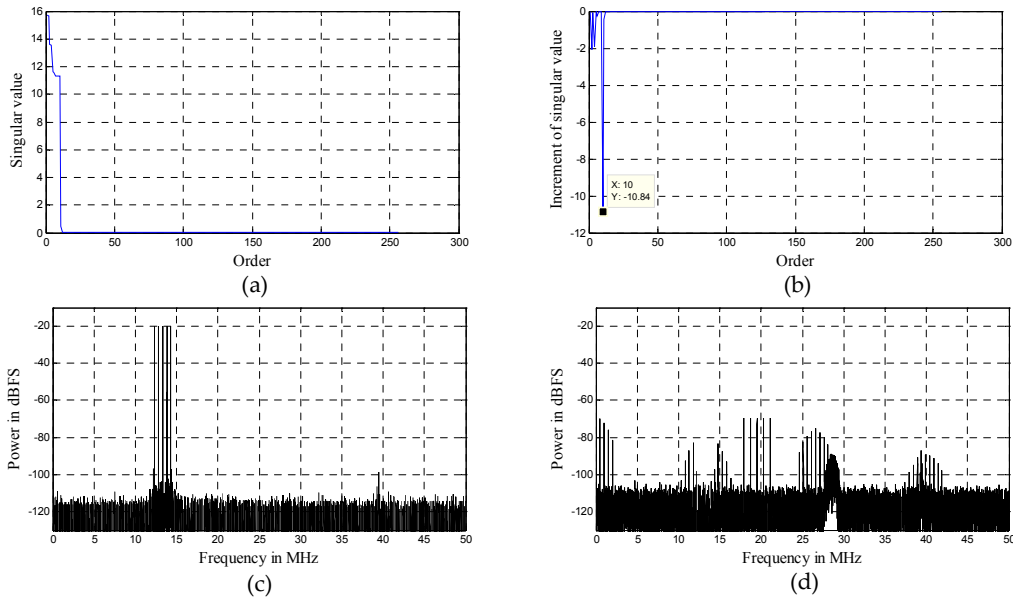 16
14
12
10
8
6
4
2
0
Singular value
0 50 100 150 200 250 300
Order
(a)
0
-2
-4
-6
-8
-10
-12
Increment of singular value
X: 10
Y: -10.84
0 50 100 150 200 250 300
Order
(b)
-20
-40
-60
-80
-100
-120
Power in dBFS
0 5 10 15 20 25 30 35 40 45 50
Frequency in MHz
(c)
-20
-40
-60
-80
-100
-120
Power in dBFS
0 5 10 15 20 25 30 35 40 45 50
Frequency in MHz
(d)